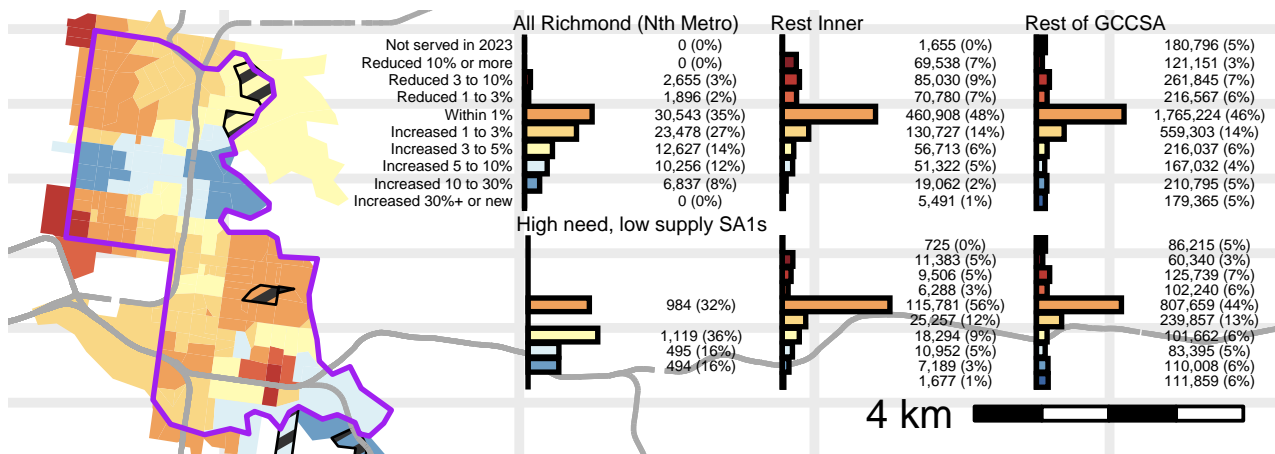 All Richmond (Nth Metro) Rest Inner Rest of GCCSA
Not served in 2023 0 (0%) 1,655 (0%) 180,796 (5%)
Reduced 10% or more 0 (0%) 69,538 (7%) 121,151 (3%)
Reduced 3 to 10% 2,655 (3%) 85,030 (9%) 261,845 (7%)
Reduced 1 to 3% 1,896 (2%) 70,780 (7%) 216,567 (6%)
Within 1% 30,543 (35%) 460,908 (48%) 1,765,224 (46%)
Increased 1 to 3% 23,478 (27%) 130,727 (14%) 559,303 (14%)
Increased 3 to 5% 12,627 (14%) 56,713 (6%) 216,037 (6%)
Increased 5 to 10% 10,256 (12%) 51,322 (5%) 167,032 (4%)
Increased 10 to 30% 6,837 (8%) 19,062 (2%) 210,795 (5%)
Increased 30%+ or new 0 (0%) 5,491 (1%) 179,365 (5%)
High need, low supply SA1s
725 (0%) 86,215 (5%)
11,383 (5%) 60,340 (3%)
9,506 (5%) 125,739 (7%)
6,288 (3%) 102,240 (6%)
984 (32%) 115,781 (56%) 807,659 (44%)
25,257 (12%) 239,857 (13%)
1,119 (36%) 18,294 (9%) 101,662 (6%)
495 (16%) 10,952 (5%) 83,395 (5%)
494 (16%) 7,189 (3%) 110,008 (6%)
1,677 (1%) 111,859 (6%)
4 km